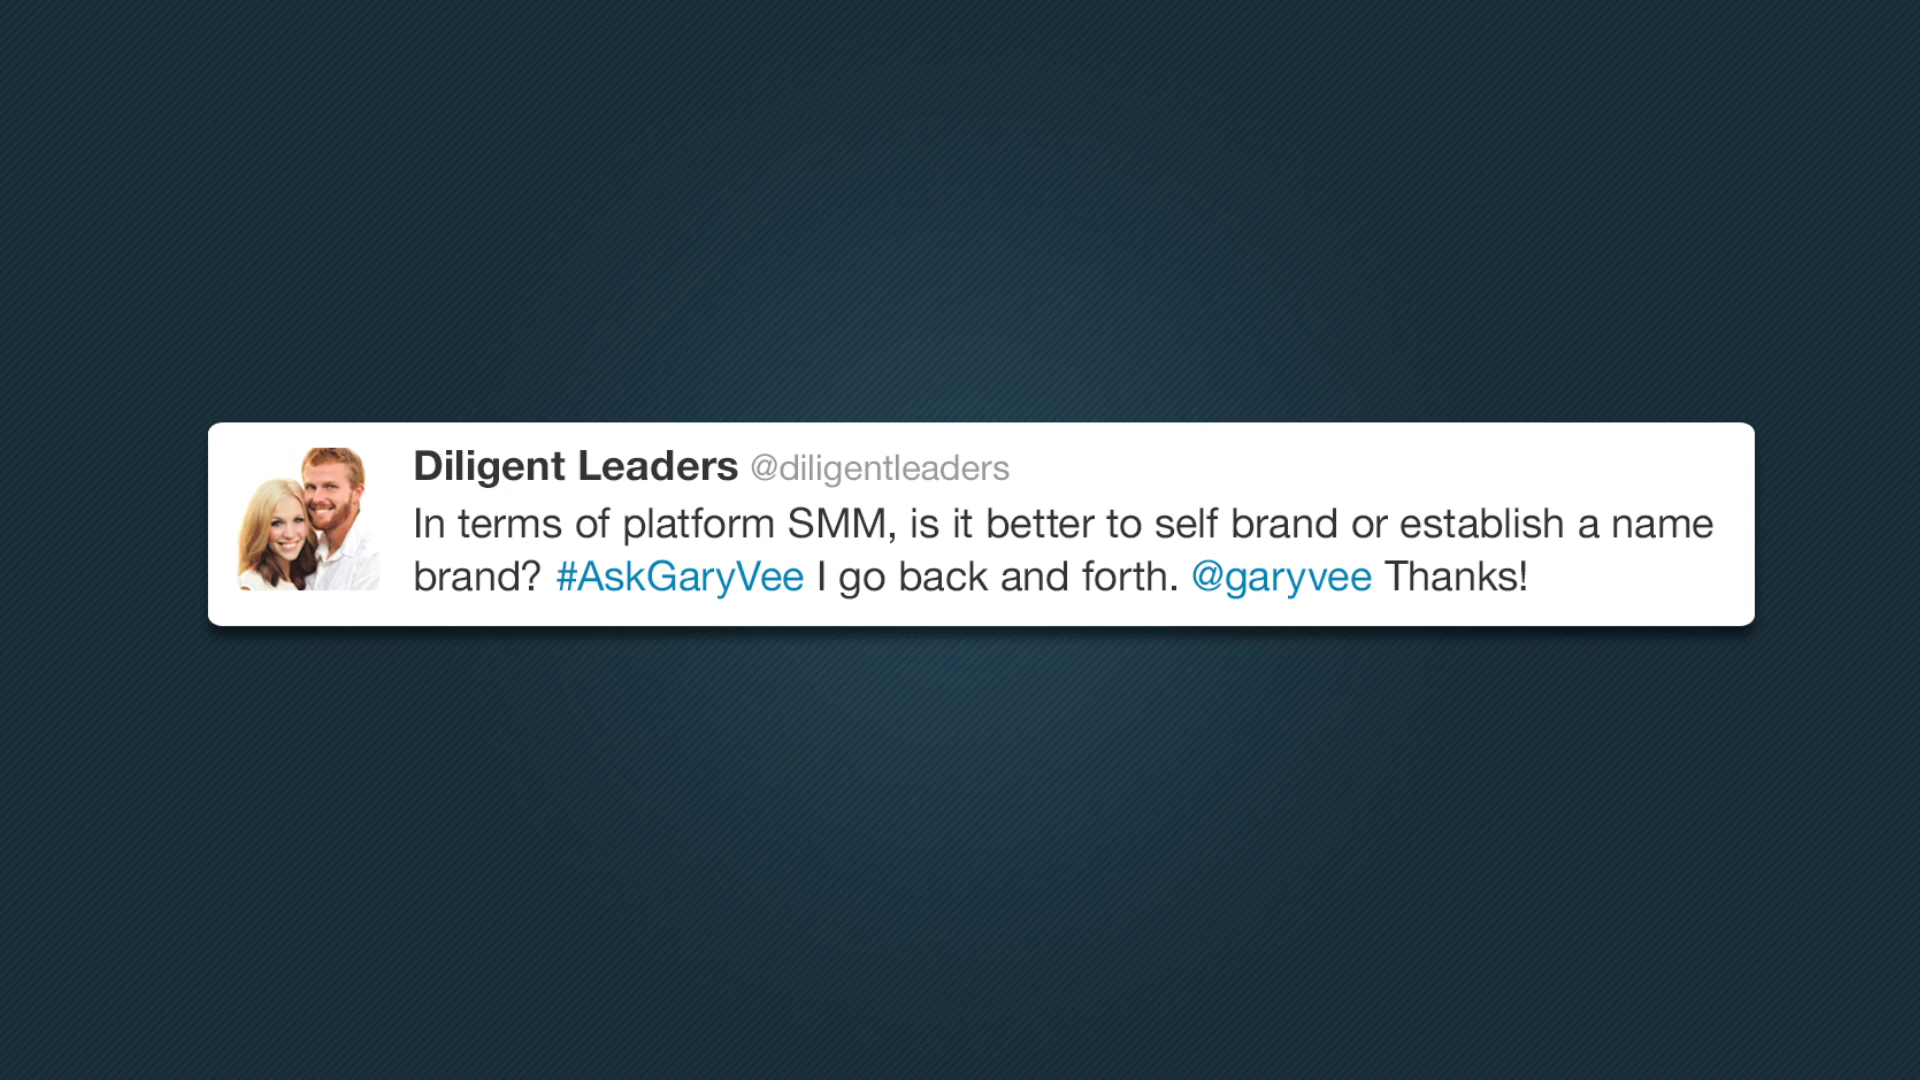 Diligent Leaders @diligentleaders
In terms of platform SMM, is it better to self brand or establish a name
brand? #AskGaryVee I go back and forth. @garyvee Thanks!